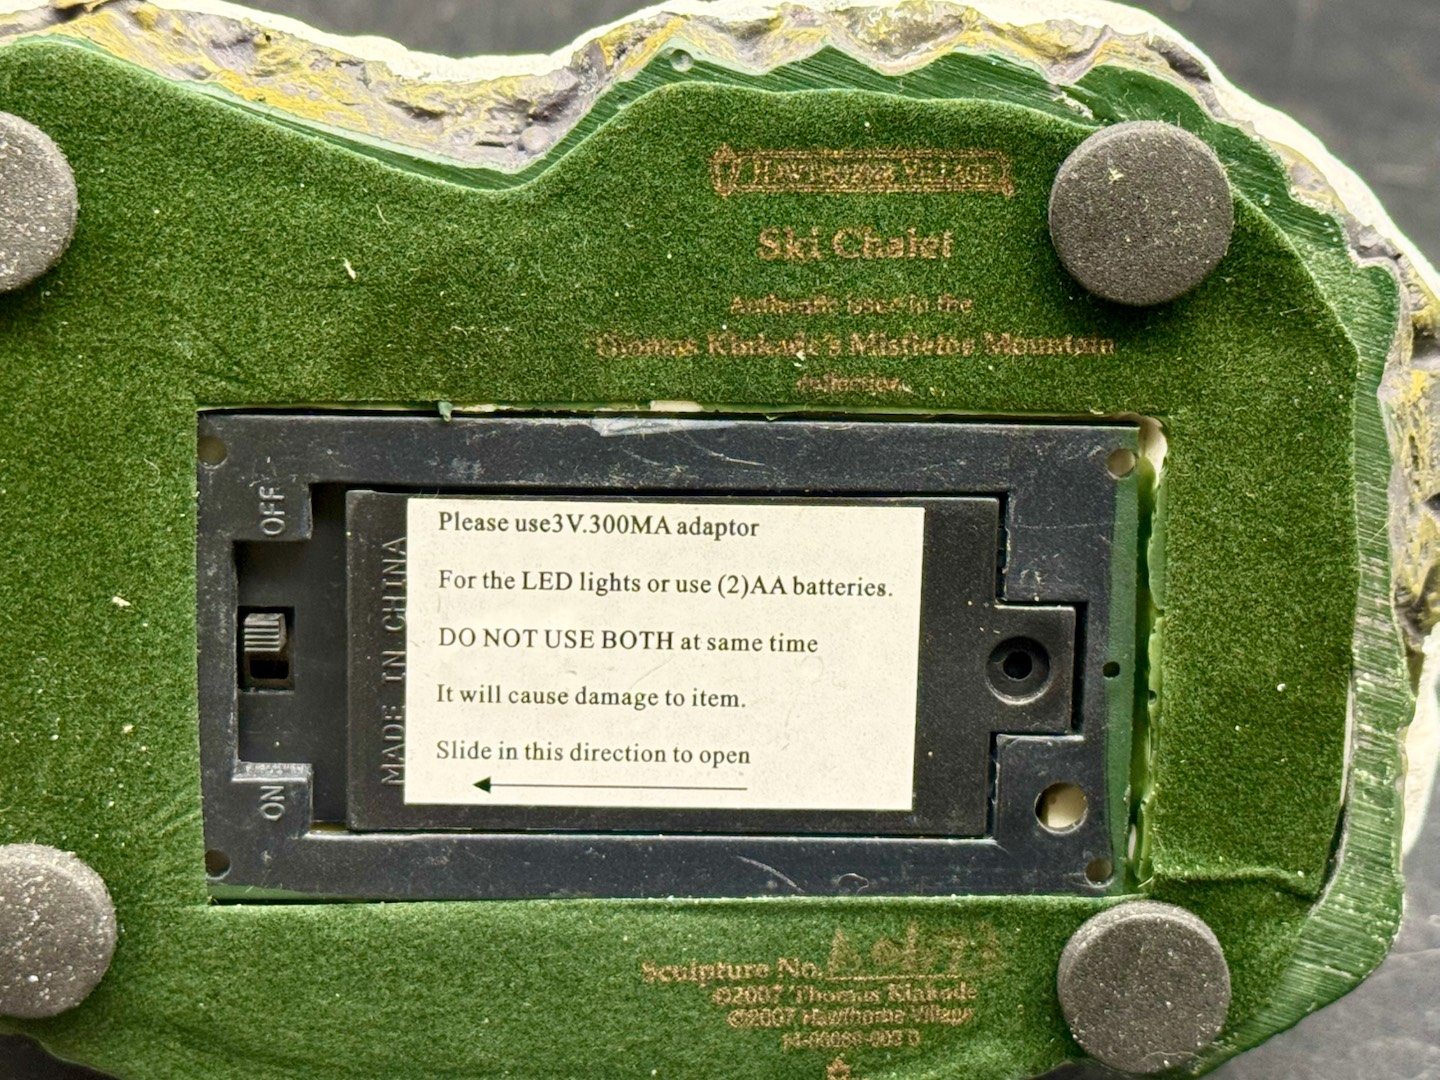 HAWTHORNE VILLAGE
Ski Chalet
Authentic issue in the
Thomas Kinkade's Mistletoe Mountain
collection.
OFF
ON
MADE IN CHINA
Please use3V.300MA adaptor
For the LED lights or use (2)AA batteries.
DO NOT USE BOTH at same time
It will cause damage to item.
Slide in this direction to open
Sculpture No.
©2007 Thomas Kinkade
©2007 Hawthorne Village